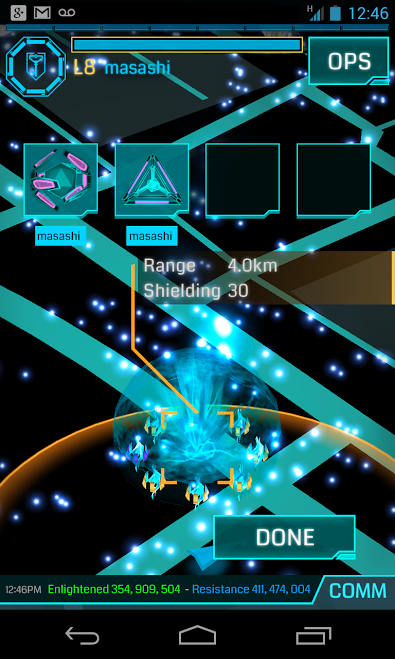 H 12:46
L8 masashi
OPS
masashi masashi
Range 4.0km
Shielding 30
DONE
12:46PM Enlightened 354, 909, 504 - Resistance 411, 474, 004
COMM